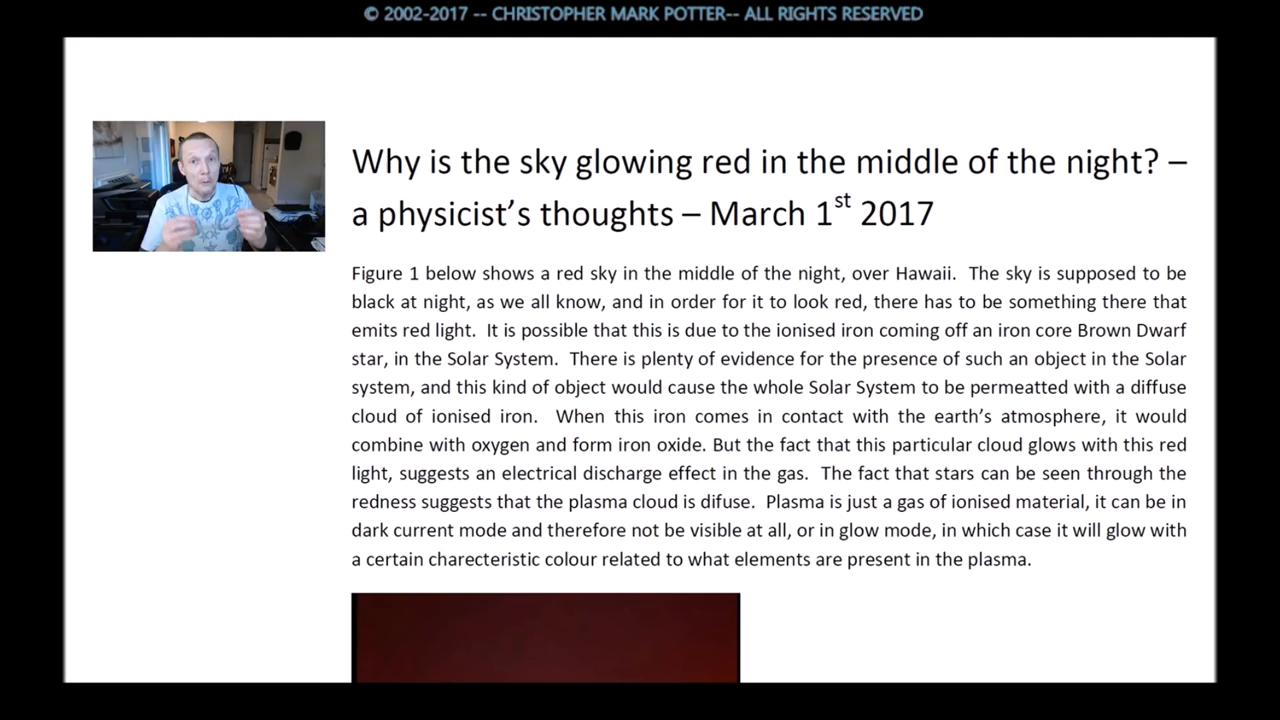 © 2002-2017 -- CHRISTOPHER MARK POTTER-- ALL RIGHTS RESERVED
Why is the sky glowing red in the middle of the night? –
a physicist’s thoughts – March 1st 2017
Figure 1 below shows a red sky in the middle of the night, over Hawaii. The sky is supposed to be
black at night, as we all know, and in order for it to look red, there has to be something there that
emits red light. It is possible that this is due to the ionised iron coming off an iron core Brown Dwarf
star, in the Solar System. There is plenty of evidence for the presence of such an object in the Solar
system, and this kind of object would cause the whole Solar System to be permeatted with a diffuse
cloud of ionised iron. When this iron comes in contact with the earth’s atmosphere, it would
combine with oxygen and form iron oxide. But the fact that this particular cloud glows with this red
light, suggests an electrical discharge effect in the gas. The fact that stars can be seen through the
redness suggests that the plasma cloud is difuse. Plasma is just a gas of ionised material, it can be in
dark current mode and therefore not be visible at all, or in glow mode, in which case it will glow with
a certain charecteristic colour related to what elements are present in the plasma.